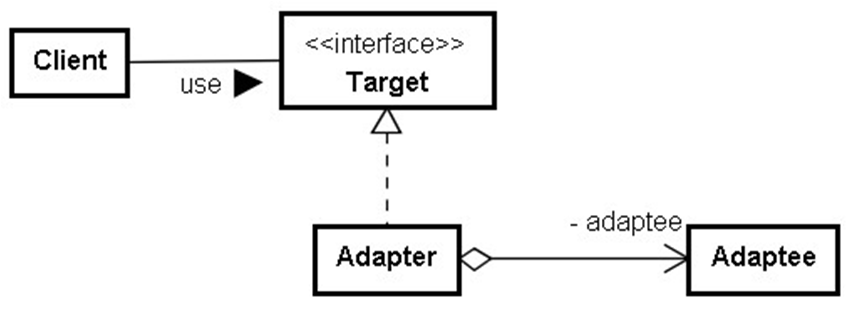 Client
use
<<interface>>
Target
Adapter
- adaptee
Adaptee